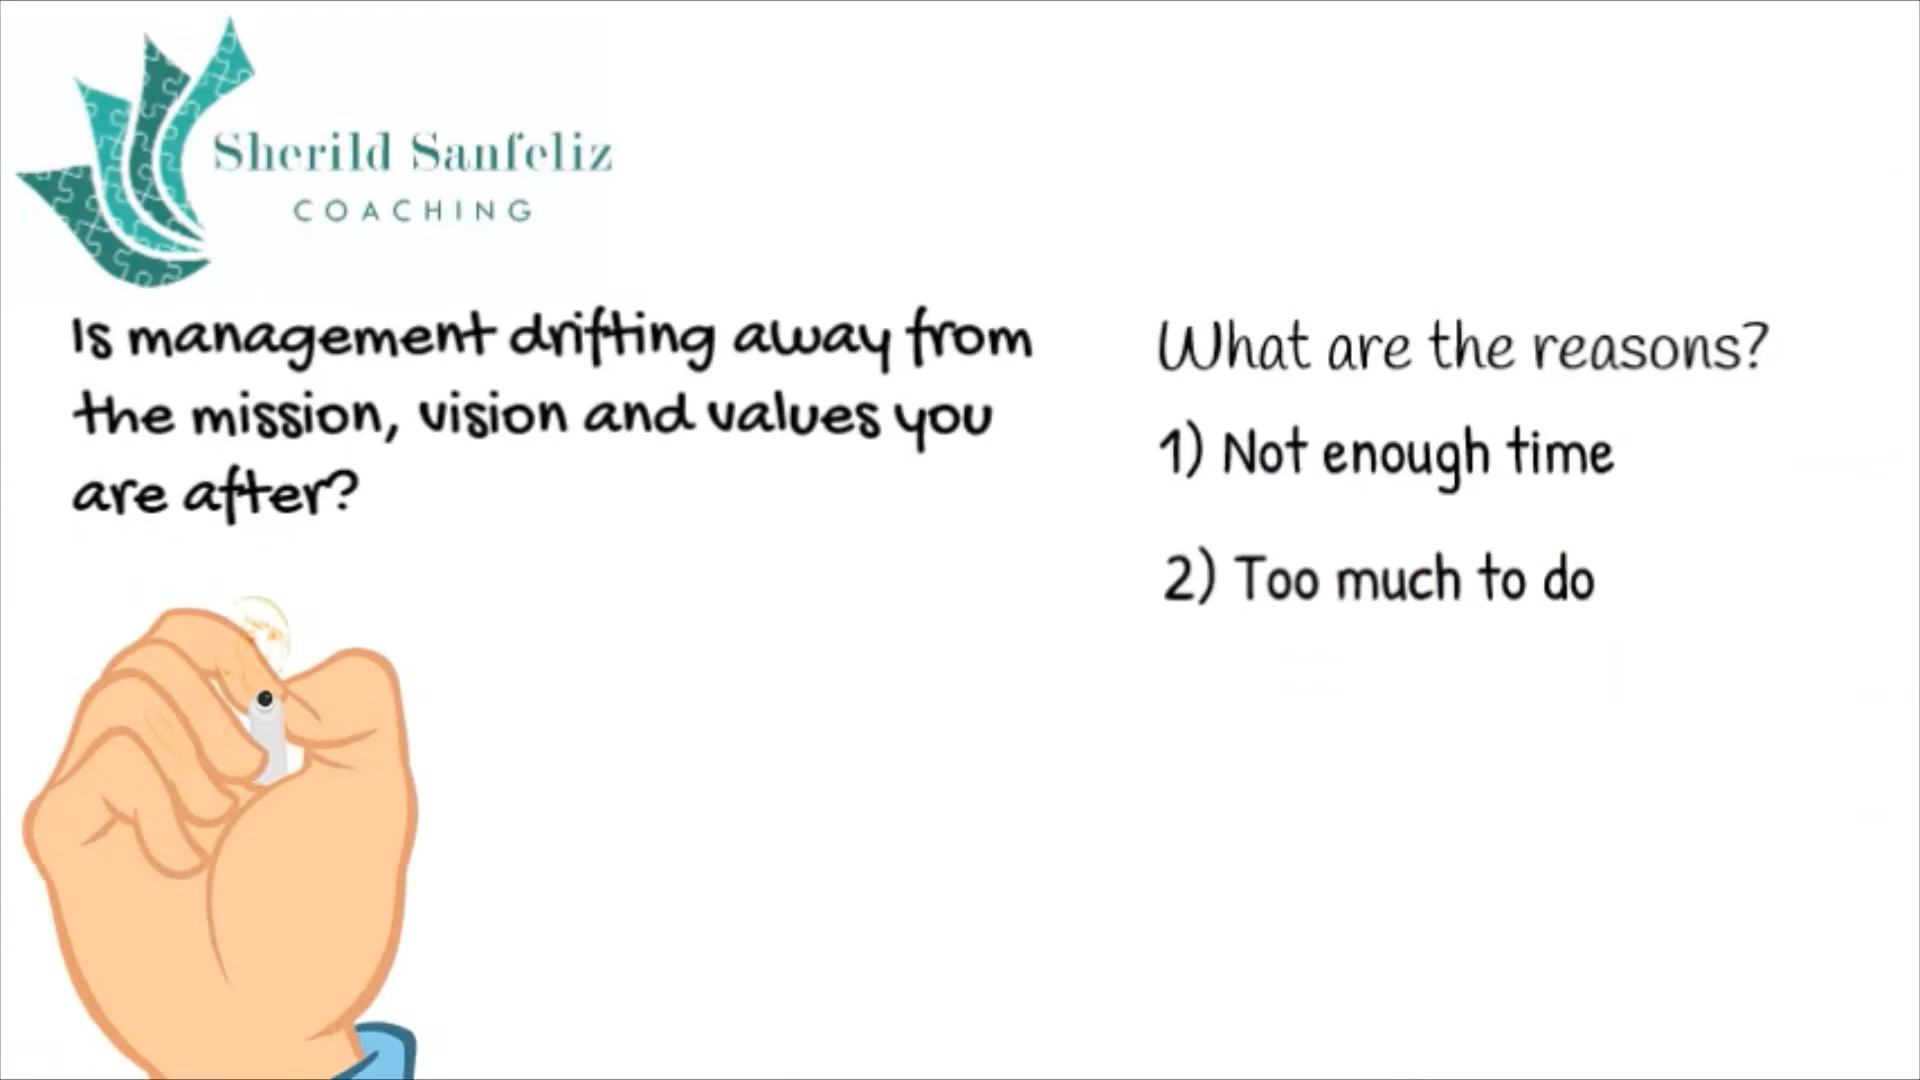 Sherild Sanfeliz
COACHING
Is management drifting away from
the mission, vision and values you
are after?
What are the reasons?
1) Not enough time
2) Too much to do